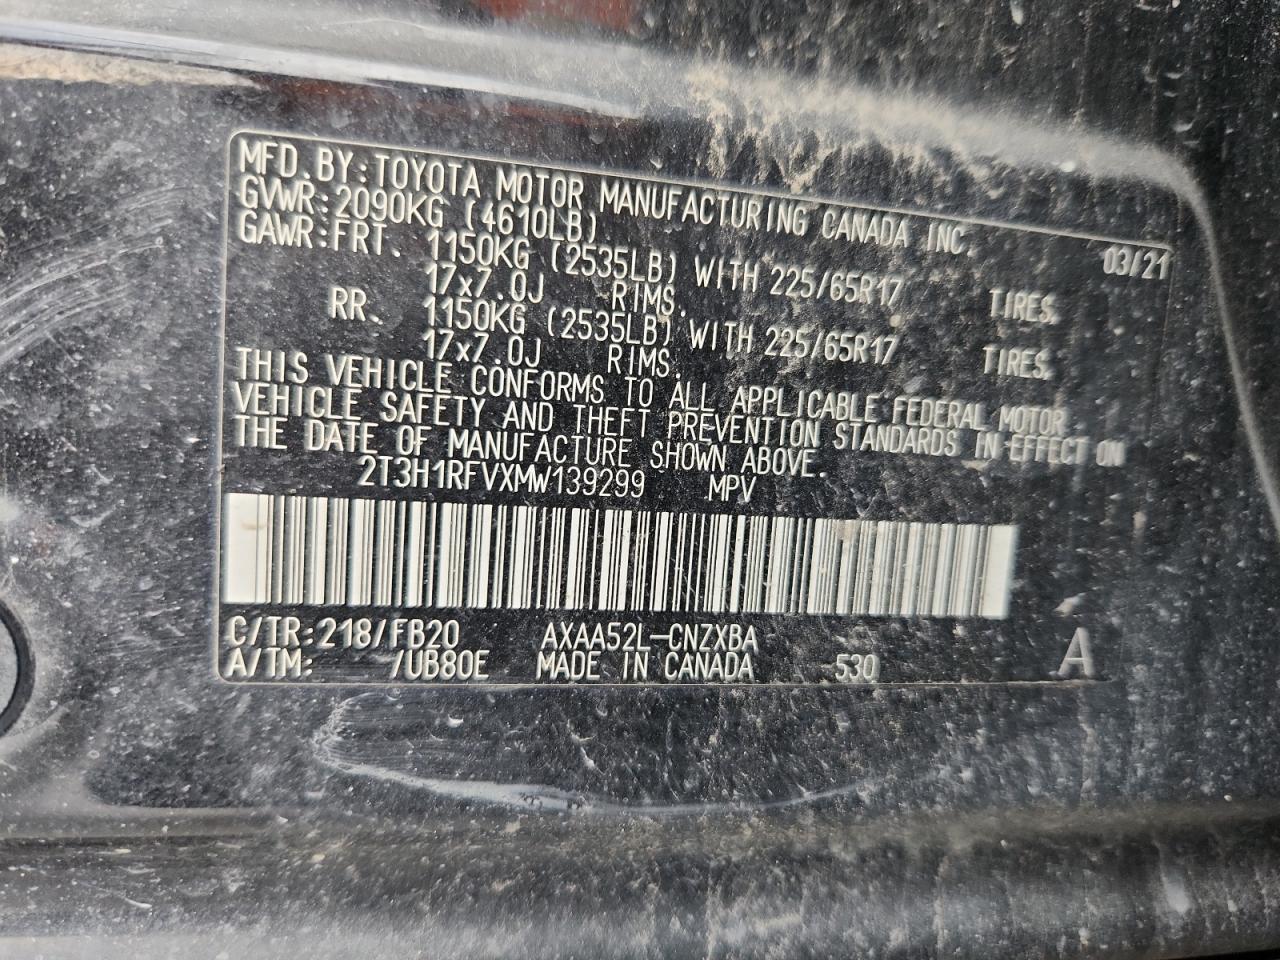 MFD. BY: TOYOTA MOTOR MANUFACTURING CANADA INC. 03/21
GVWR: 2090KG (4610LB)
GAWR: FRT. 1150KG (2535LB) WITH 225/65R17 TIRES.
17x7.0J RIMS.
RR. 1150KG (2535LB) WITH 225/65R17 TIRES.
17x7.0J RIMS.
THIS VEHICLE CONFORMS TO ALL APPLICABLE FEDERAL MOTOR
VEHICLE SAFETY AND THEFT PREVENTION STANDARDS IN EFFECT ON
THE DATE OF MANUFACTURE SHOWN ABOVE.
2T3H1RFVXMW139299 MPV
C/TR: 218/FB20 AXAA52L-CNZXBA
A/TM: /UB80E MADE IN CANADA 530 A